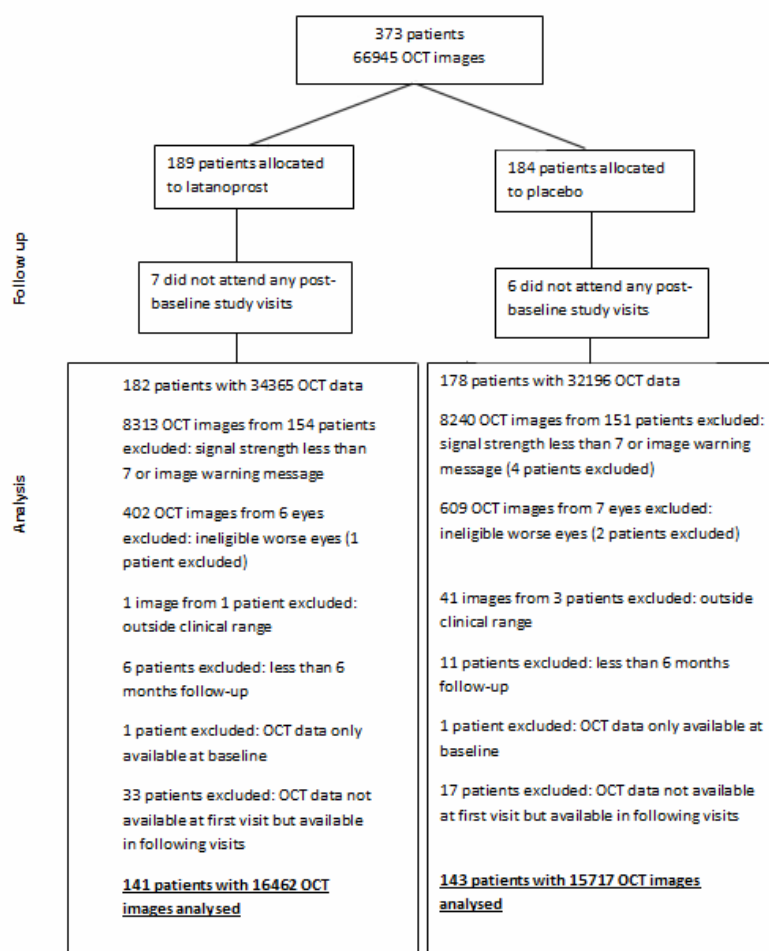 373 patients
66945 OCT images
189 patients allocated
to latanoprost
184 patients allocated
to placebo
Follow up
7 did not attend any post-
baseline study visits
6 did not attend any post-
baseline study visits
Analysis
182 patients with 34365 OCT data
8313 OCT images from 154 patients
excluded: signal strength less than
7 or image warning message
402 OCT images from 6 eyes
excluded: ineligible worse eyes (1
patient excluded)
1 image from 1 patient excluded:
outside clinical range
6 patients excluded: less than 6
months follow-up
1 patient excluded: OCT data only
available at baseline
33 patients excluded: OCT data not
available at first visit but available
in following visits
141 patients with 16462 OCT
images analysed
178 patients with 32196 OCT data
8240 OCT images from 151 patients excluded:
signal strength less than 7 or image warning
message (4 patients excluded)
609 OCT images from 7 eyes excluded:
ineligible worse eyes (2 patients excluded)
41 images from 3 patients excluded: outside
clinical range
11 patients excluded: less than 6 months
follow-up
1 patient excluded: OCT data only available at
baseline
17 patients excluded: OCT data not available
at first visit but available in following visits
143 patients with 15717 OCT images
analysed